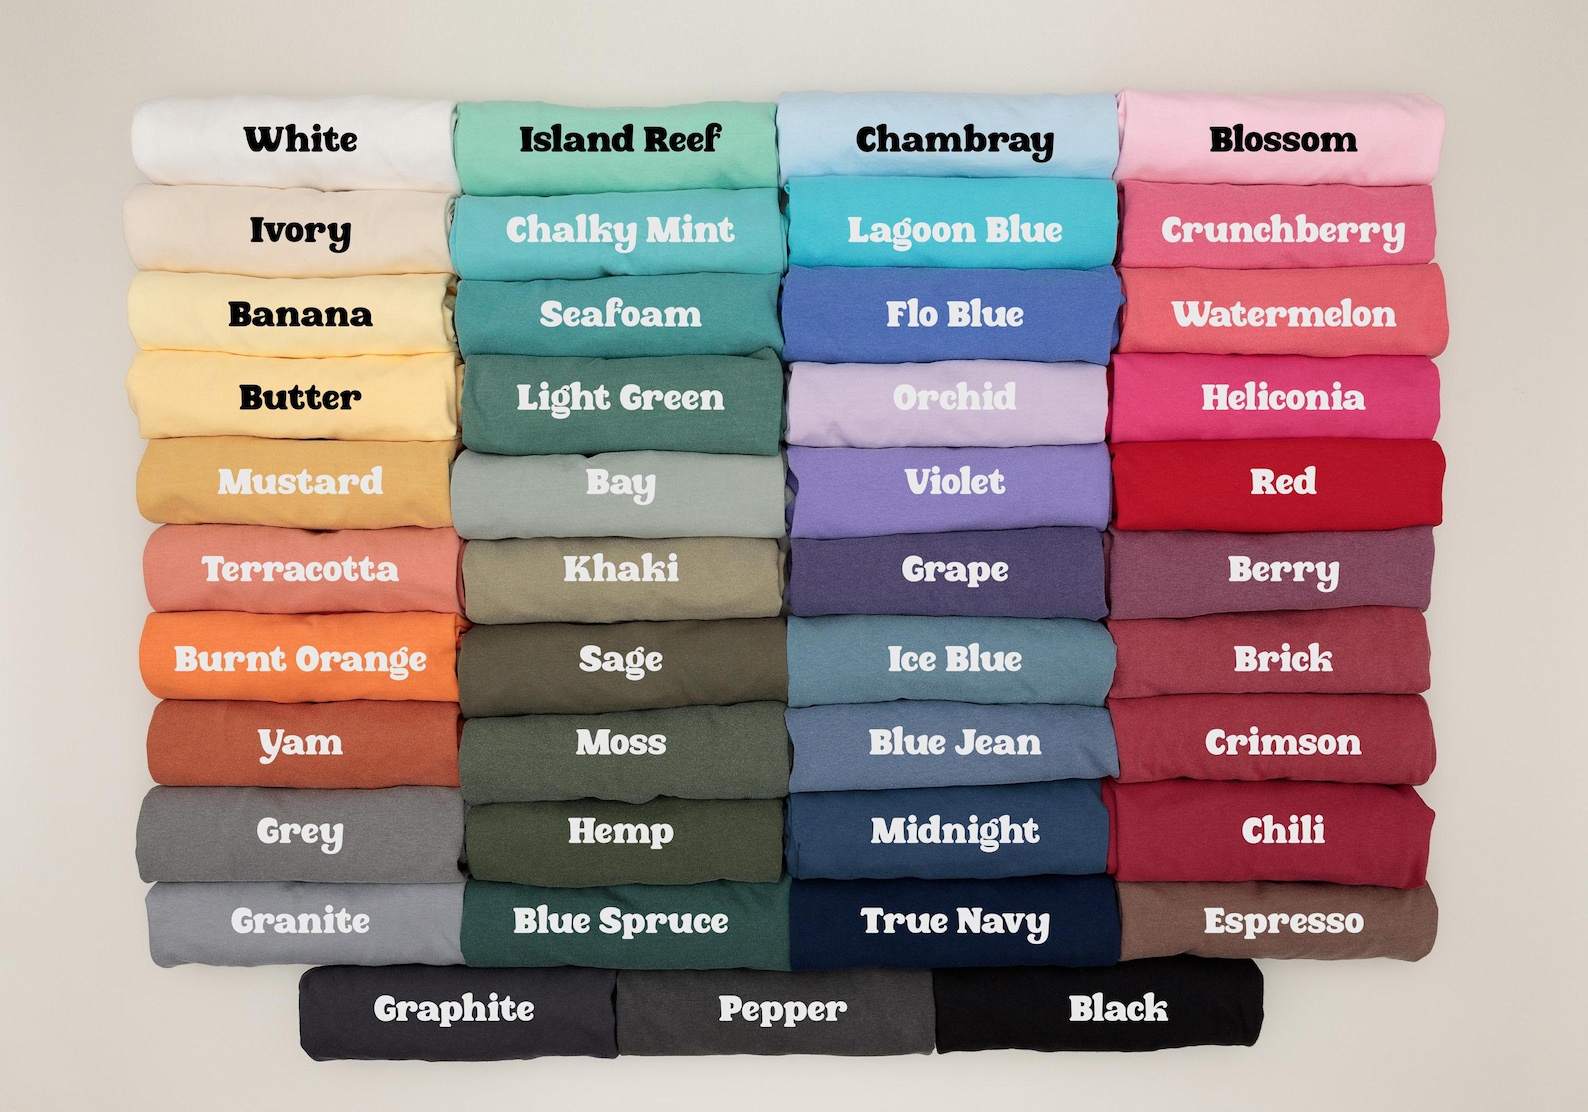 White
Island Reef
Chambray
Blossom
Ivory
Chalky Mint
Lagoon Blue
Crunchberry
Banana
Seafoam
Flo Blue
Watermelon
Butter
Light Green
Orchid
Heliconia
Mustard
Bay
Violet
Red
Terracotta
Khaki
Grape
Berry
Burnt Orange
Sage
Ice Blue
Brick
Yam
Moss
Blue Jean
Crimson
Grey
Hemp
Midnight
Chili
Granite
Blue Spruce
True Navy
Espresso
Graphite
Pepper
Black